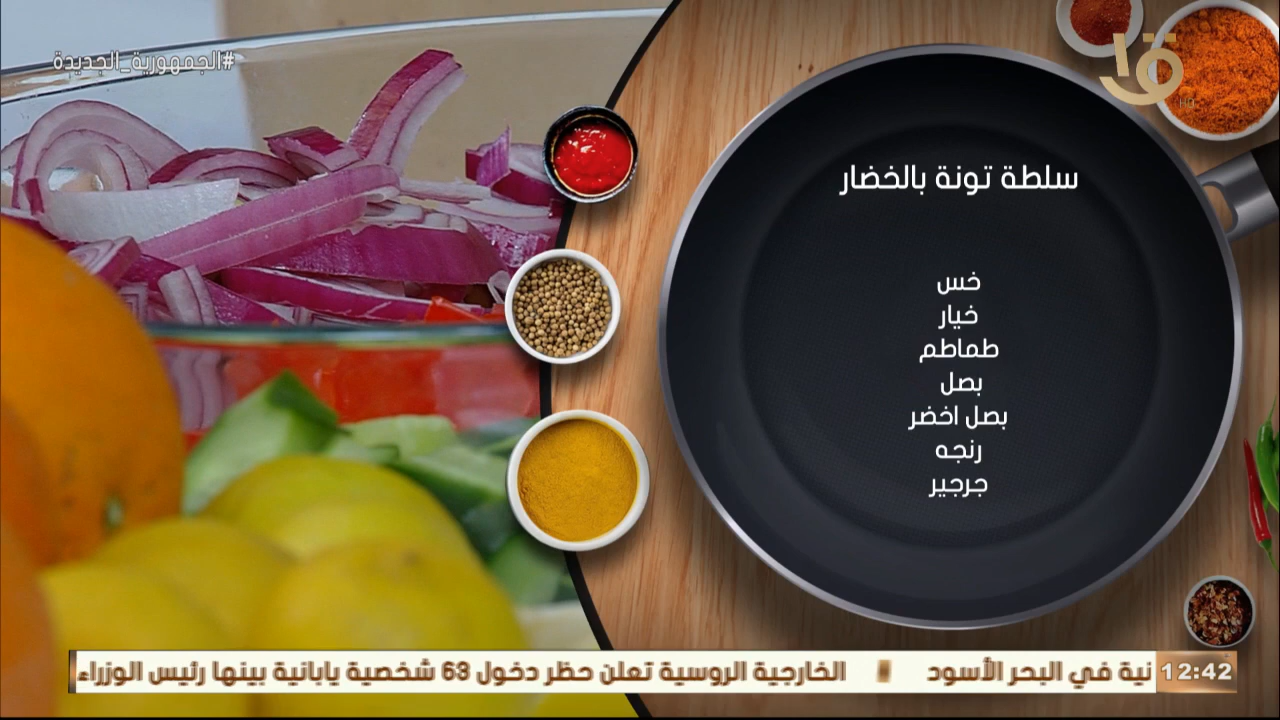 #الجمهورية_الجديدة
HD
سلطة تونة بالخضار
خس
خيار
طماطم
بصل
بصل اخضر
رنجه
جرجير
12:42
نية في البحر الأسود
الخارجية الروسية تعلن حظر دخول 63 شخصية يابانية بينها رئيس الوزراء